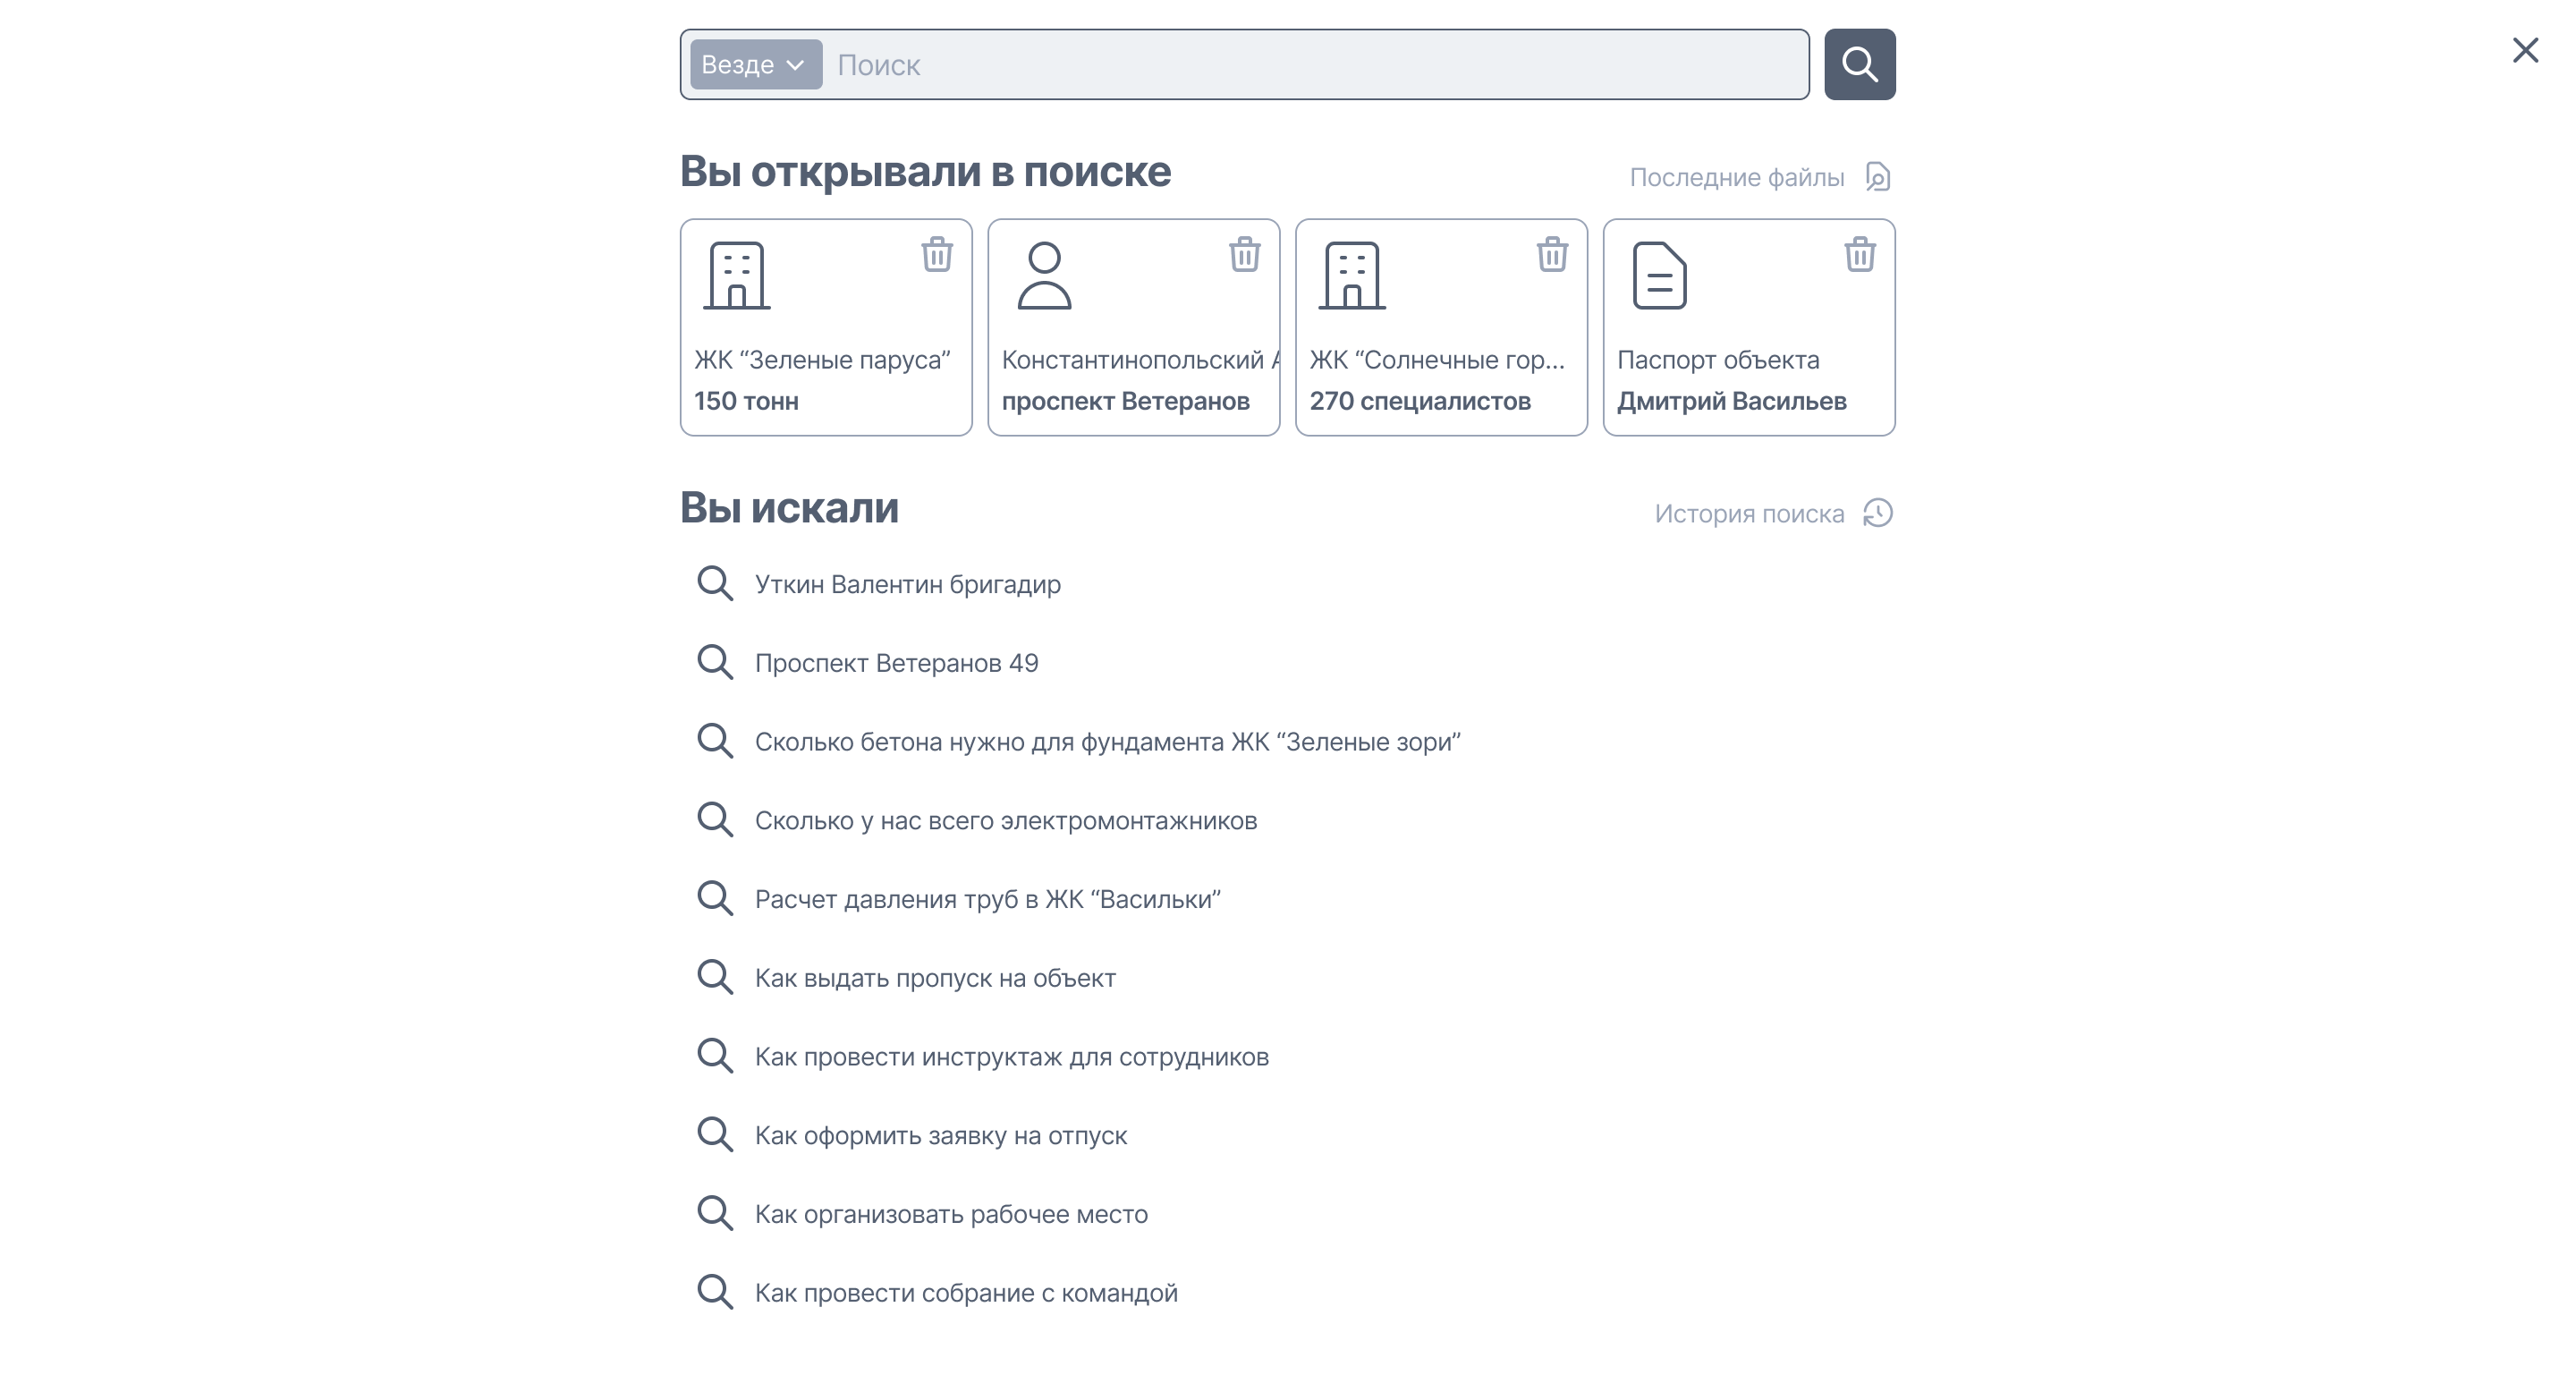 Везде
Поиск
Вы открывали в поиске
Последние файлы
ЖК “Зеленые паруса”
150 тонн
Константинопольский
проспект Ветеранов
ЖК “Солнечные гор...
270 специалистов
Паспорт объекта
Дмитрий Васильев
Вы искали
История поиска
Уткин Валентин бригадир
Проспект Ветеранов 49
Сколько бетона нужно для фундамента ЖК “Зеленые зори”
Сколько у нас всего электромонтажников
Расчет давления труб в ЖК “Васильки”
Как выдать пропуск на объект
Как провести инструктаж для сотрудников
Как оформить заявку на отпуск
Как организовать рабочее место
Как провести собрание с командой